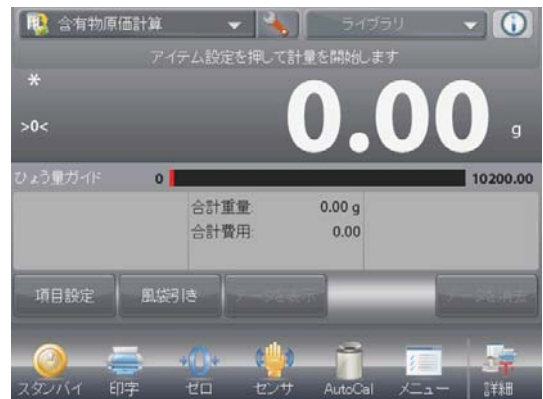 含有物原価計算 ライブラリ
アイテム設定を押して計量を開始します
*
>0<
0.00 g
ひょう量ガイド 0 10200.00
合計重量: 0.00 g
合計費用: 0.00
項目設定 風袋引き データを表示 データを消去
スタンバイ 印字 ゼロ センサ AutoCal メニュー 詳細